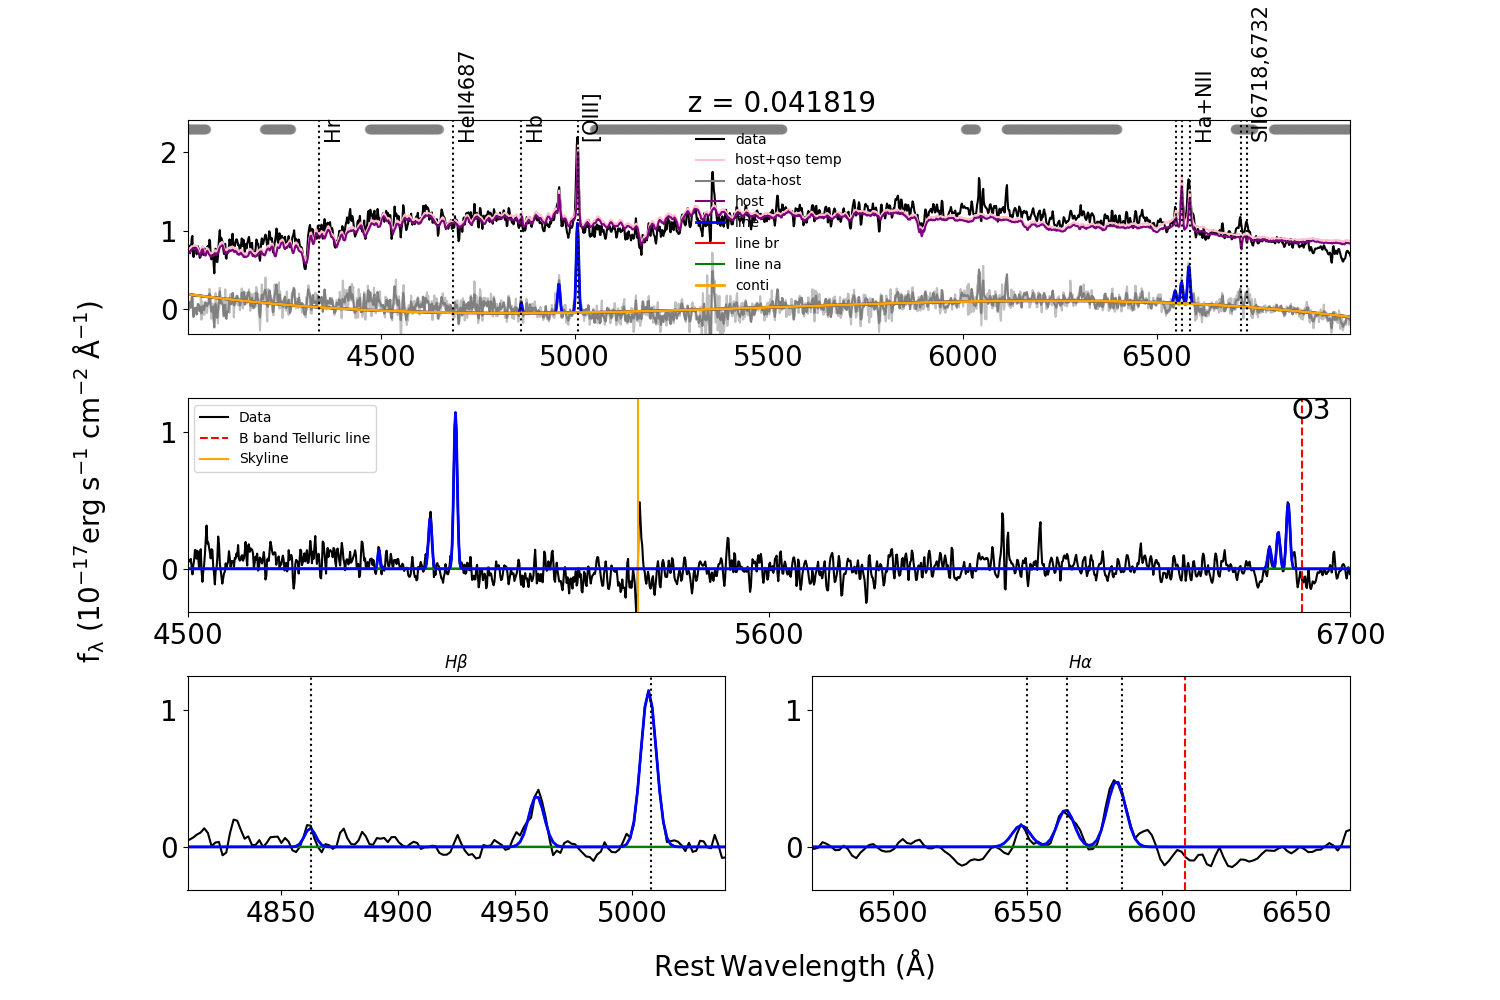 z = 0.041819
Hr
HeII4687
Hb
[OIII]
Ha+NII
SII6718,6732
data
host+qso temp
data-host
host
line
line br
line na
conti
2
1
0
4500 5000 5500 6000 6500
fλ (10−17erg s−1 cm−2 Å−1)
Data
B band Telluric line
Skyline
O3
1
0
4500 5600 6700
Hβ
1
0
4850 4900 4950 5000
Hα
1
0
6500 6550 6600 6650
Rest Wavelength (Å)